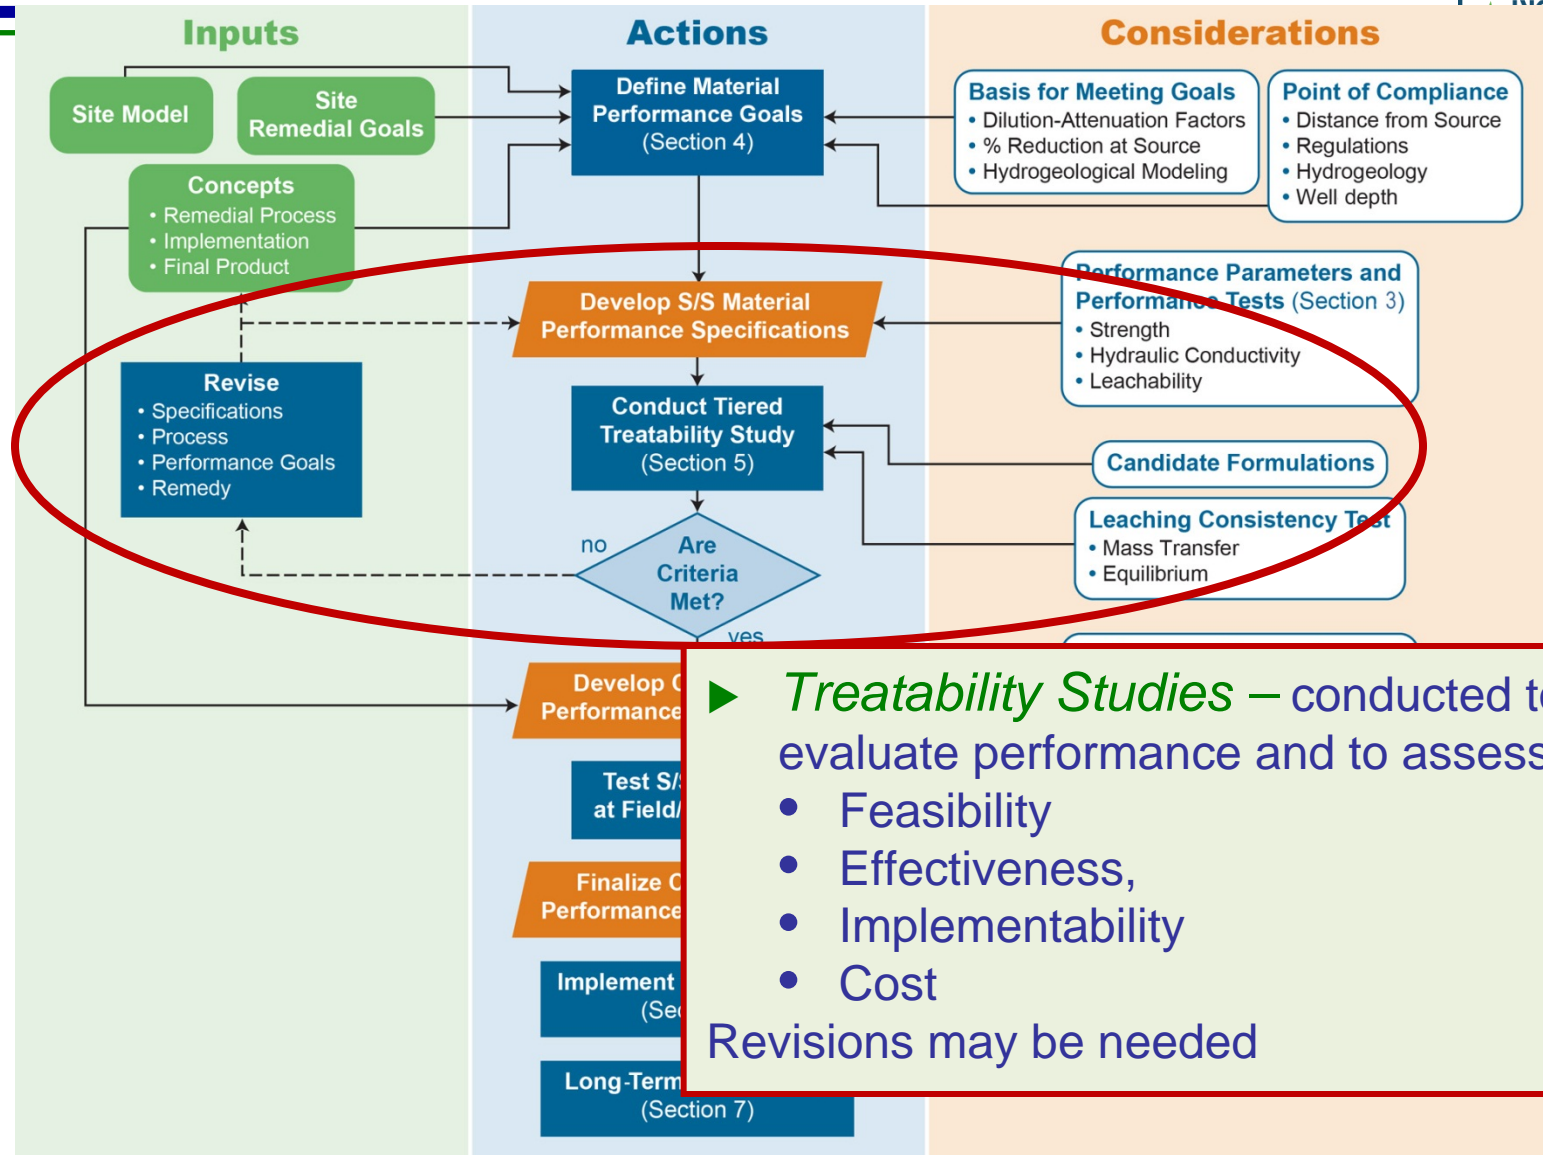 Inputs
Actions
Considerations
Site Model
Site
Remedial Goals
Concepts
• Remedial Process
• Implementation
• Final Product
Revise
• Specifications
• Process
• Performance Goals
• Remedy
Define Material
Performance Goals
(Section 4)
Develop S/S Material
Performance Specifications
Conduct Tiered
Treatability Study
(Section 5)
Are
Criteria
Met?
no
yes
Develop
Performance
Test
at Field/
Finalize
Performance
Implement
Long-Term
(Section 7)
Basis for Meeting Goals
• Dilution-Attenuation Factors
• % Reduction at Source
• Hydrogeological Modeling
Point of Compliance
• Distance from Source
• Regulations
• Hydrogeology
• Well depth
Performance Parameters and
Performance Tests (Section 3)
• Strength
• Hydraulic Conductivity
• Leachability
Candidate Formulations
Leaching Consistency Test
• Mass Transfer
• Equilibrium
Treatability Studies – conducted to
evaluate performance and to assess
• Feasibility
• Effectiveness,
• Implementability
• Cost
Revisions may be needed